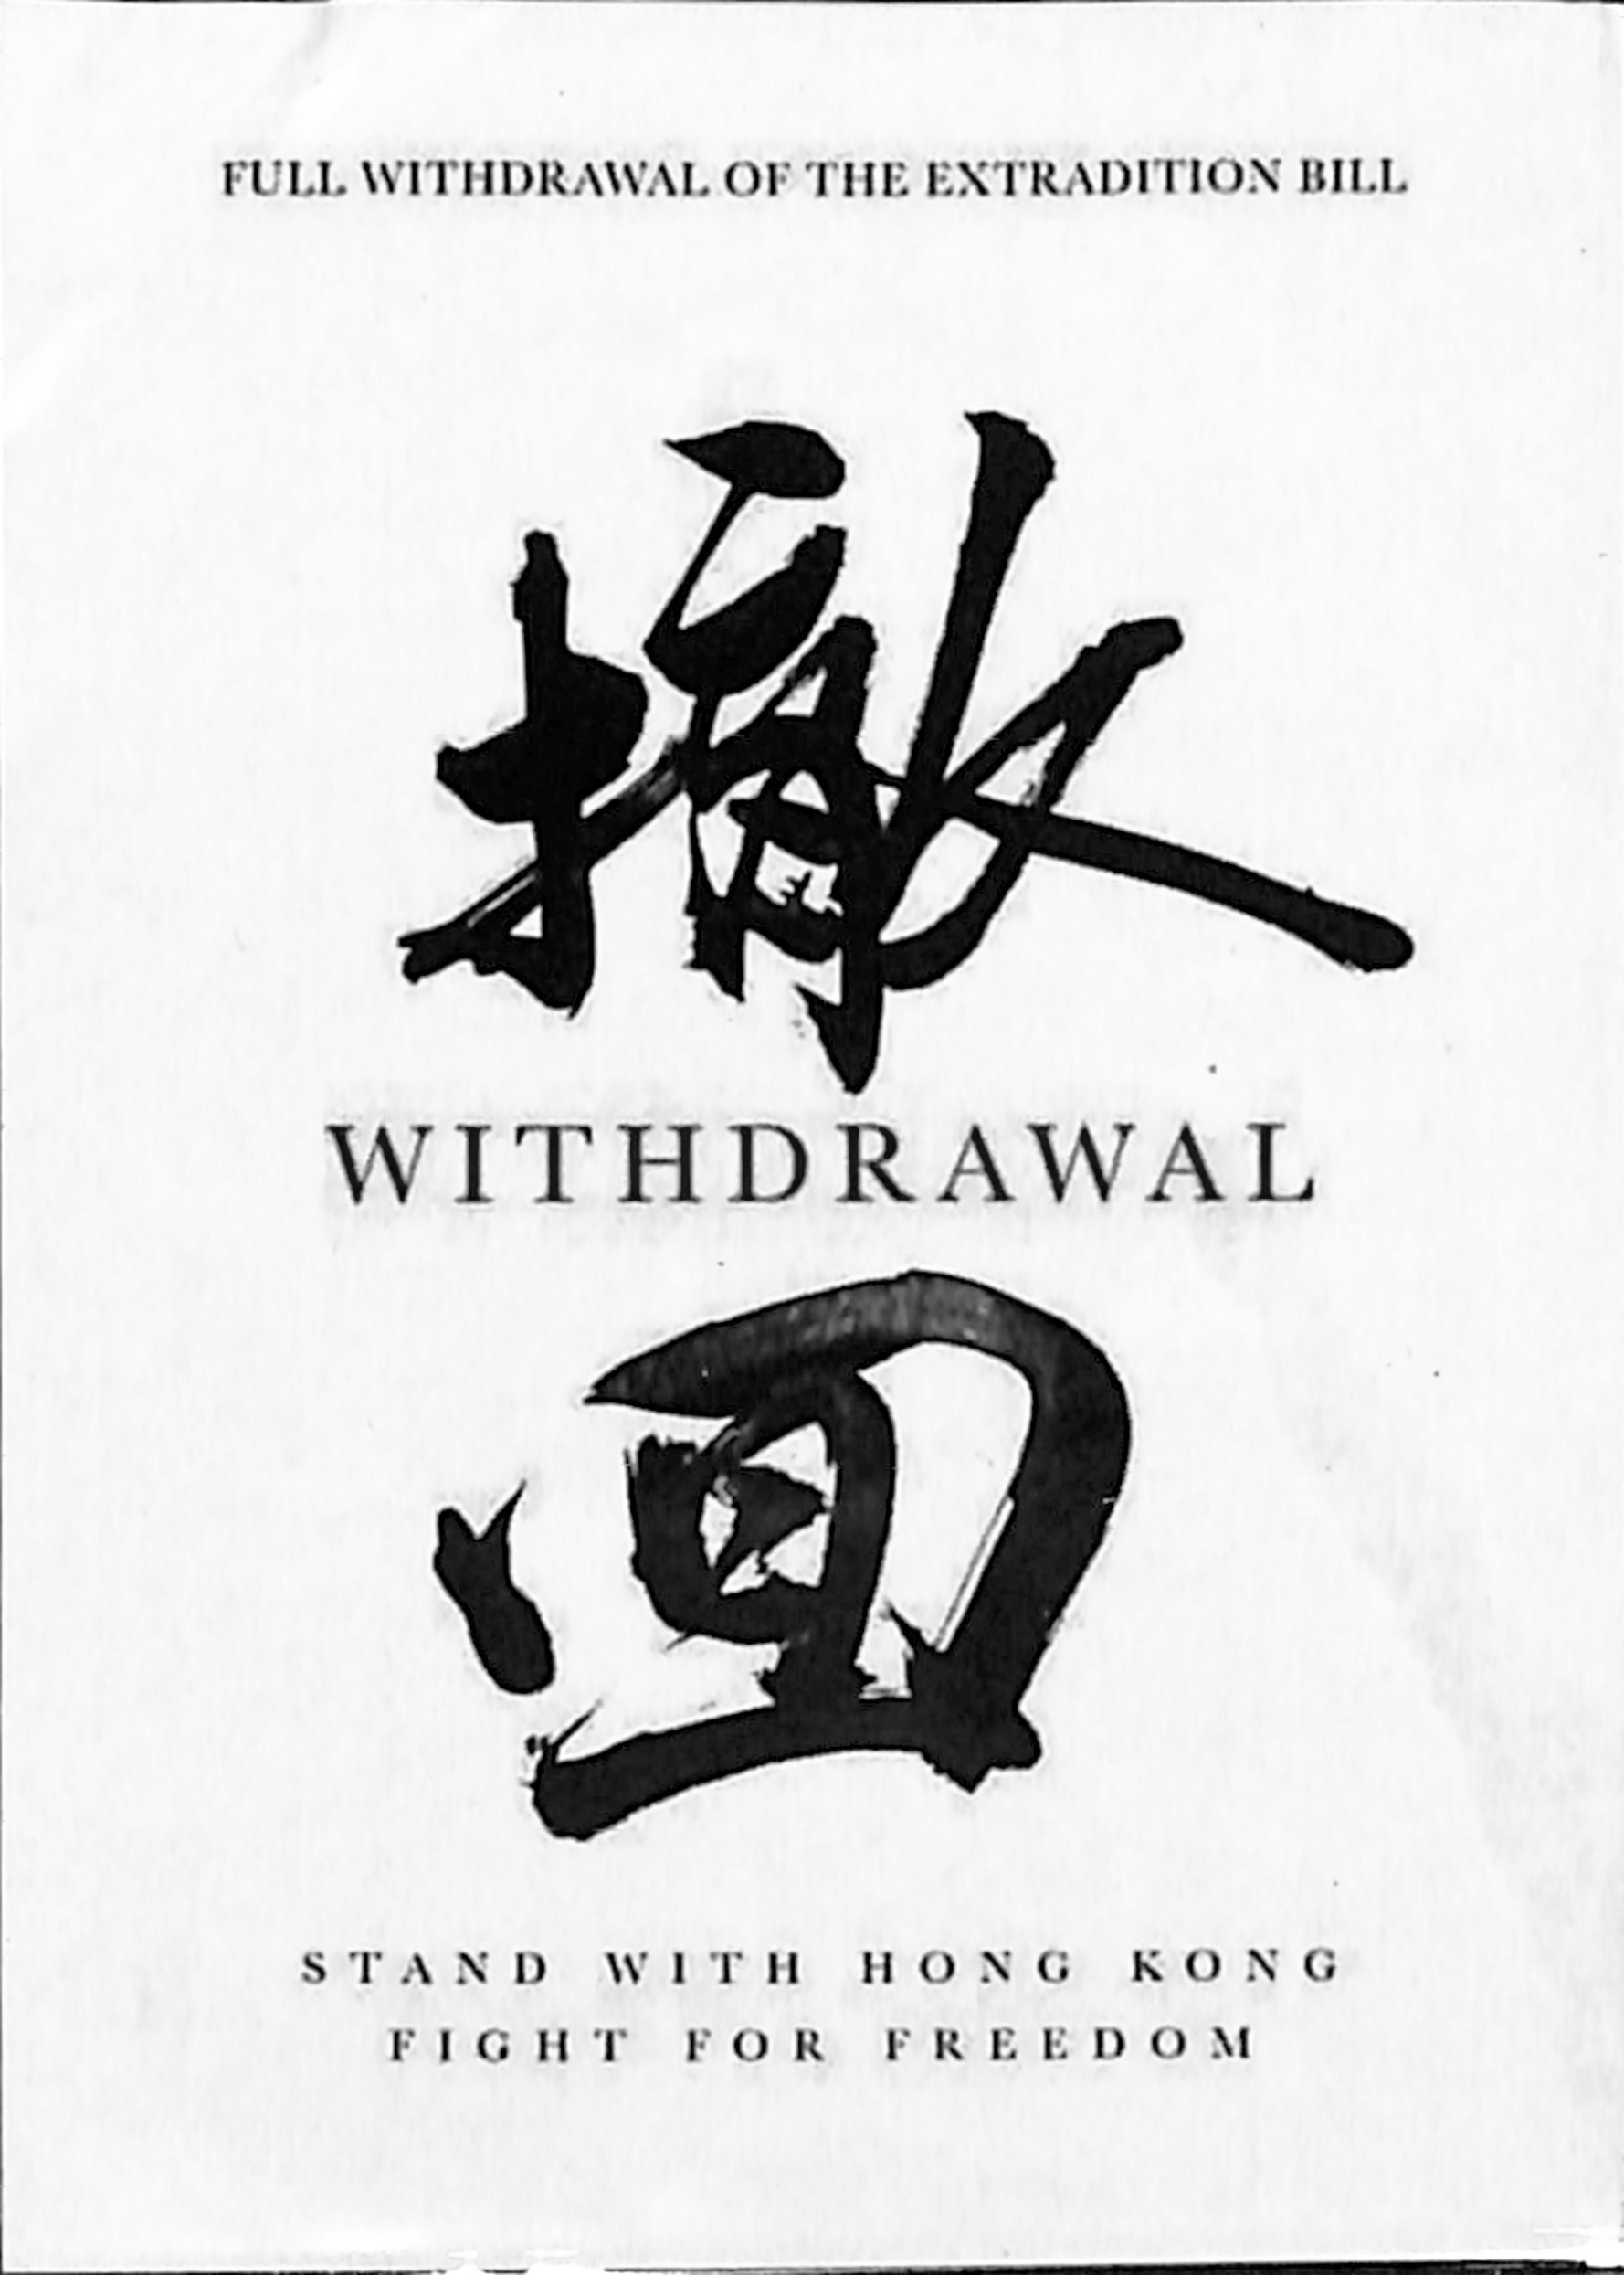 FULL WITHDRAWAL OF THE EXTRADITION BILL
撤
WITHDRAWAL
回
STAND WITH HONG KONG
FIGHT FOR FREEDOM